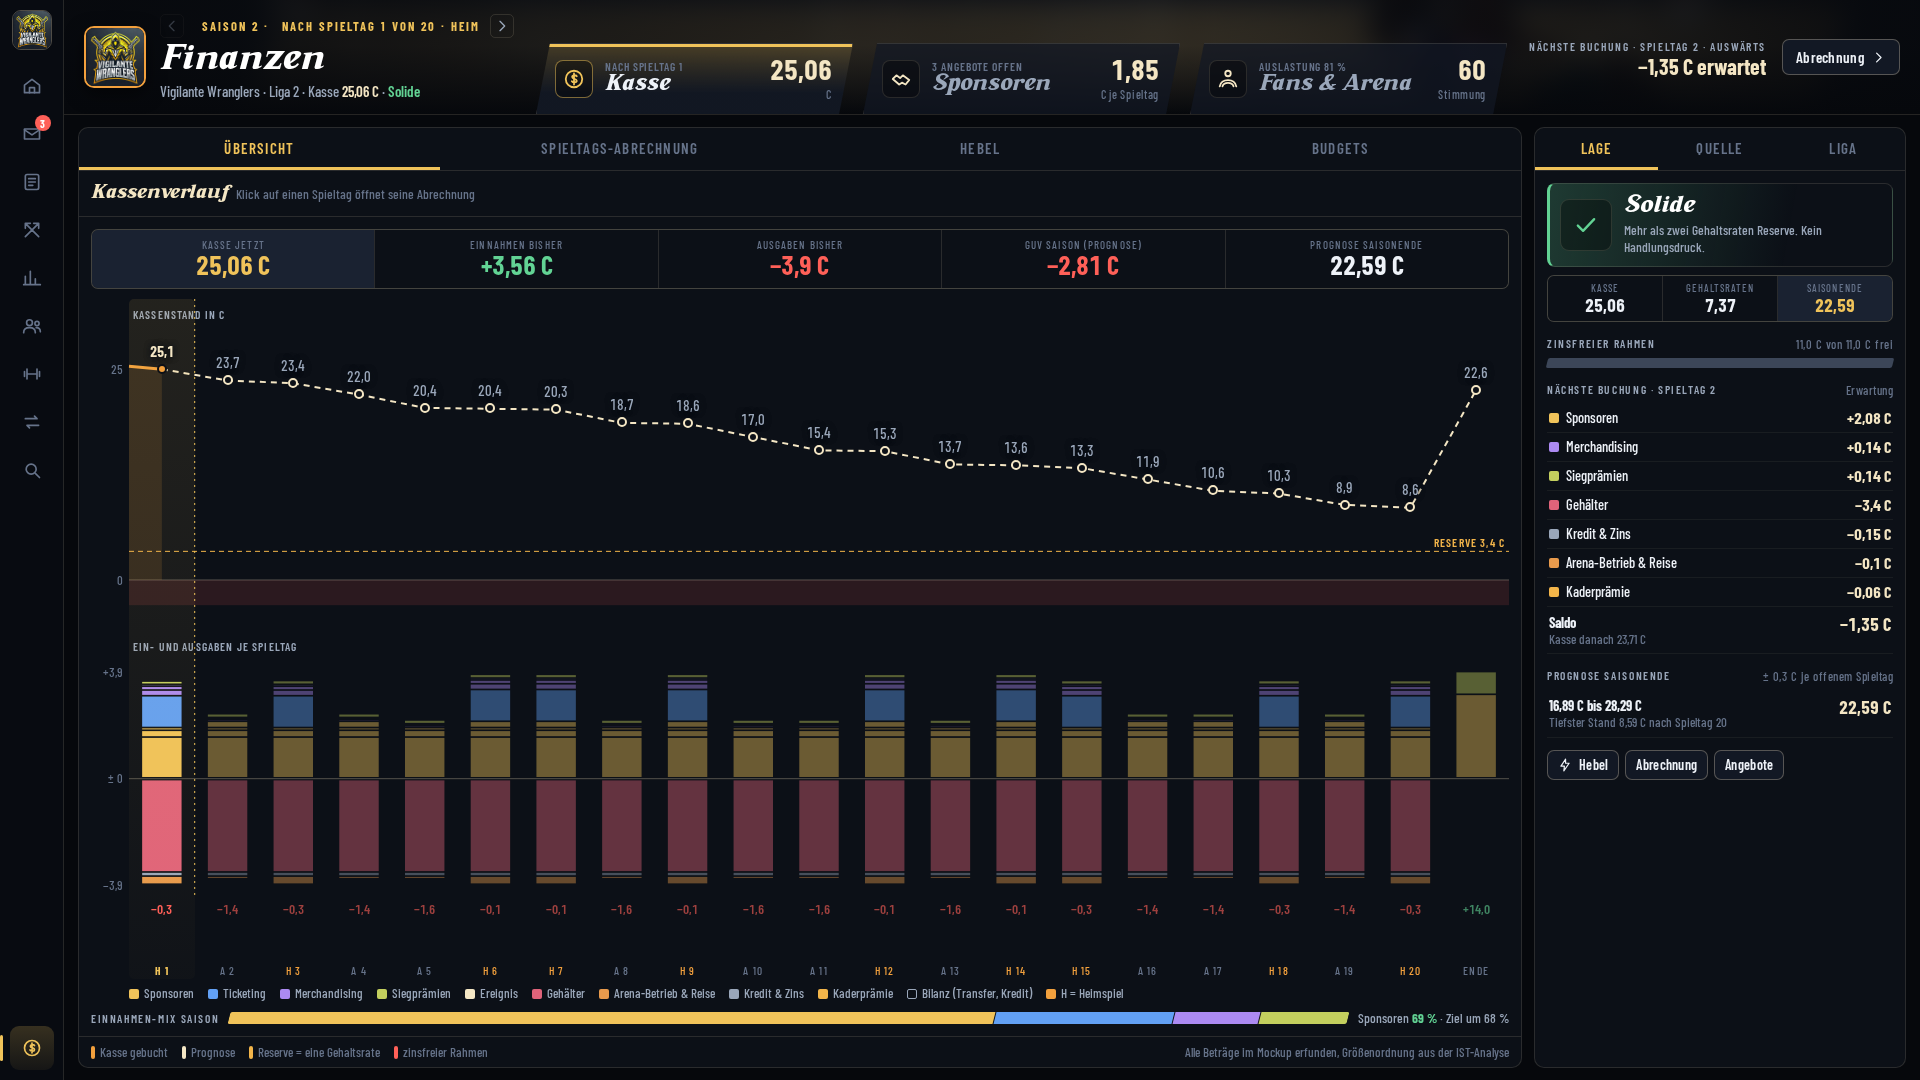 VIGILANTE WRANGLERS
3
VIGILANTE WRANGLERS
SAISON 2 · NACH SPIELTAG 1 VON 20 · HEIM
Finanzen
Vigilante Wranglers · Liga 2 · Kasse 25,06 C · Solide
NACH SPIELTAG 1
Kasse
25,06
C
3 ANGEBOTE OFFEN
Sponsoren
1,85
C je Spieltag
AUSLASTUNG 81 %
Fans & Arena
60
Stimmung
NÄCHSTE BUCHUNG · SPIELTAG 2 · AUSWÄRTS
−1,35 C erwartet
Abrechnung
ÜBERSICHT
SPIELTAGS-ABRECHNUNG
HEBEL
BUDGETS
Kassenverlauf Klick auf einen Spieltag öffnet seine Abrechnung
KASSE JETZT
25,06 C
EINNAHMEN BISHER
+3,56 C
AUSGABEN BISHER
−3,9 C
GUV SAISON (PROGNOSE)
−2,81 C
PROGNOSE SAISONENDE
22,59 C
KASSENSTAND IN C
25
0
25,1 23,7 23,4 22,0 20,4 20,4 20,3 18,7 18,6 17,0 15,4 15,3 13,7 13,6 13,3 11,9 10,6 10,3 8,9 8,6 22,6
RESERVE 3,4 C
EIN- UND AUSGABEN JE SPIELTAG
+3,9
± 0
−3,9
−0,3 −1,4 −0,3 −1,4 −1,6 −0,1 −0,1 −1,6 −0,1 −1,6 −1,6 −0,1 −1,6 −0,1 −0,3 −1,4 −1,4 −0,3 −1,4 −0,3 +14,0
H 1 A 2 H 3 A 4 A 5 H 6 H 7 A 8 H 9 A 10 A 11 H 12 A 13 H 14 H 15 A 16 A 17 H 18 A 19 H 20 ENDE
Sponsoren Ticketing Merchandising Siegprämien Ereignis Gehälter Arena-Betrieb & Reise Kredit & Zins Kaderprämie Bilanz (Transfer, Kredit) H = Heimspiel
EINNAHMEN-MIX SAISON
Sponsoren 69 % · Ziel um 68 %
Kasse gebucht Prognose Reserve = eine Gehaltsrate zinsfreier Rahmen
Alle Beträge im Mockup erfunden, Größenordnung aus der IST-Analyse
LAGE
QUELLE
LIGA
Solide
Mehr als zwei Gehaltsraten Reserve. Kein
Handlungsdruck.
KASSE
25,06
GEHALTSRATEN
7,37
SAISONENDE
22,59
ZINSFREIER RAHMEN
11,0 C von 11,0 C frei
NÄCHSTE BUCHUNG · SPIELTAG 2
Erwartung
Sponsoren +2,08 C
Merchandising +0,14 C
Siegprämien +0,14 C
Gehälter −3,4 C
Kredit & Zins −0,15 C
Arena-Betrieb & Reise −0,1 C
Kaderprämie −0,06 C
Saldo −1,35 C
Kasse danach 23,71 C
PROGNOSE SAISONENDE
± 0,3 C je offenem Spieltag
16,89 C bis 28,29 C
22,59 C
Tiefster Stand 8,59 C nach Spieltag 20
Hebel
Abrechnung
Angebote